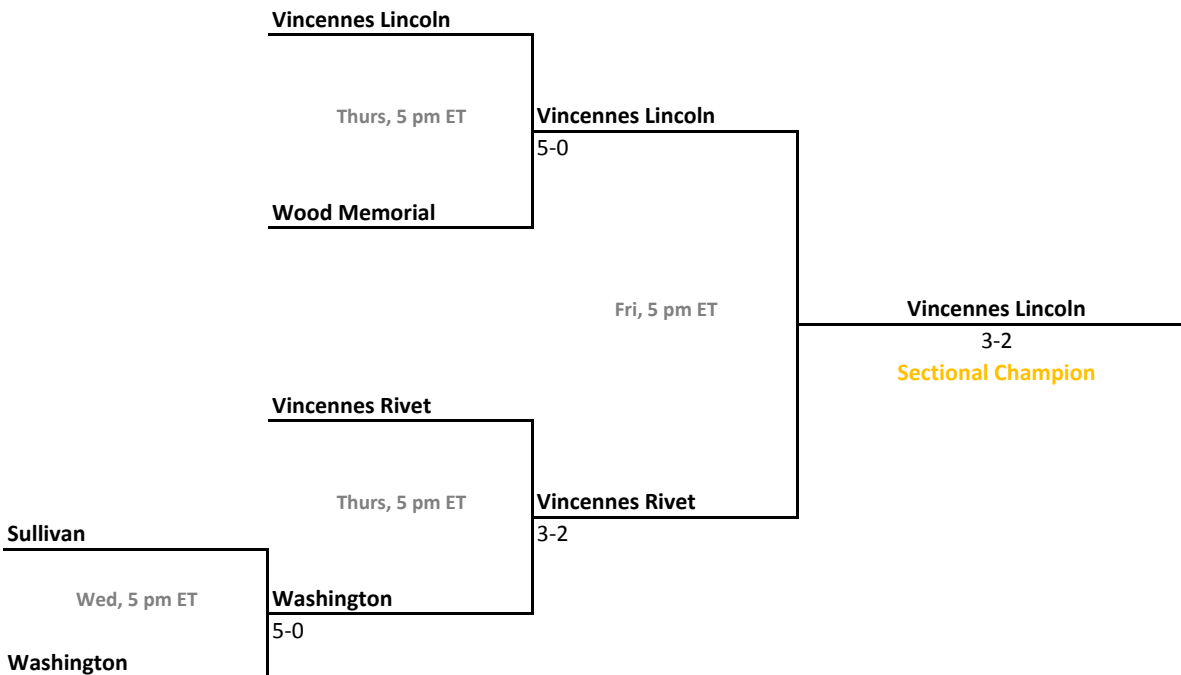 Vincennes Lincoln
Thurs, 5 pm ET
Vincennes Lincoln
5-0
Wood Memorial
Fri, 5 pm ET
Vincennes Lincoln
3-2
Sectional Champion
Vincennes Rivet
Thurs, 5 pm ET
Vincennes Rivet
3-2
Sullivan
Wed, 5 pm ET
Washington
5-0
Washington